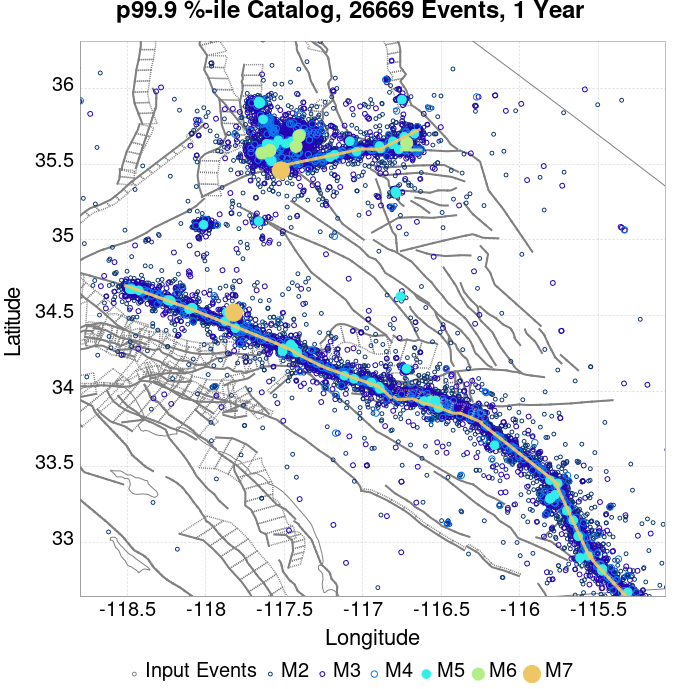 p99.9 %-ile Catalog, 26669 Events, 1 Year
36
35.5
35
34.5
34
33.5
33
Latitude
-118.5 -118 -117.5 -117 -116.5 -116 -115.5
Longitude
Input Events M2 M3 M4 M5 M6 M7